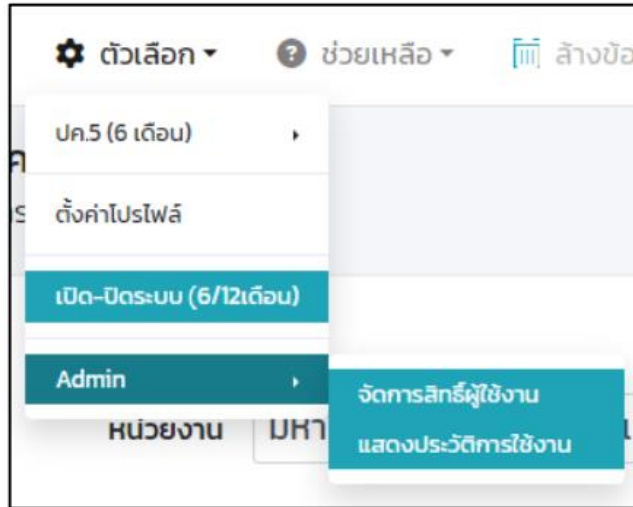 ตัวเลือก ช่วยเหลือ
ปค.5 (6 เดือน)
ตั้งค่าโปรไฟล์
เปิด-ปิดระบบ (6/12เดือน)
Admin
จัดการสิทธิ์ผู้ใช้งาน
หน่วยงาน
แสดงประวัติการใช้งาน